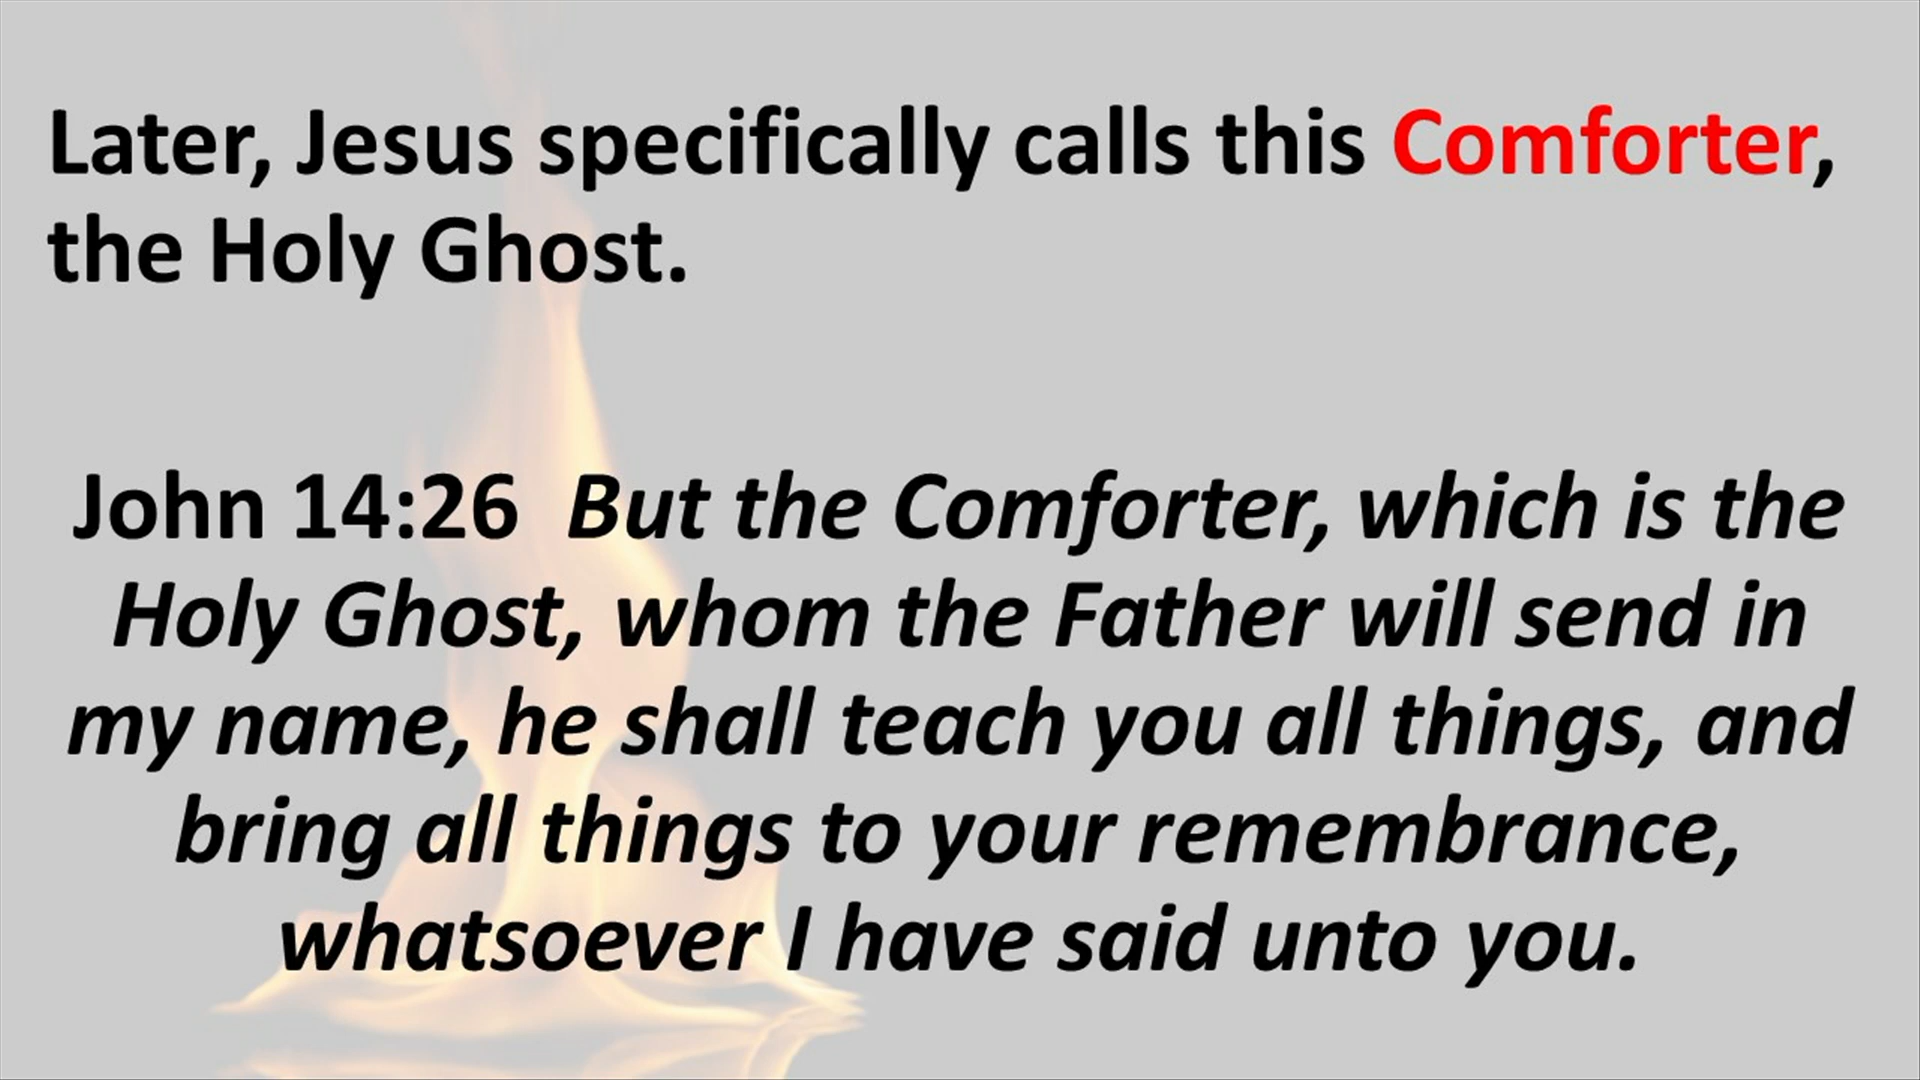 Later, Jesus specifically calls this Comforter,
the Holy Ghost.
John 14:26 But the Comforter, which is the
Holy Ghost, whom the Father will send in
my name, he shall teach you all things, and
bring all things to your remembrance,
whatsoever I have said unto you.